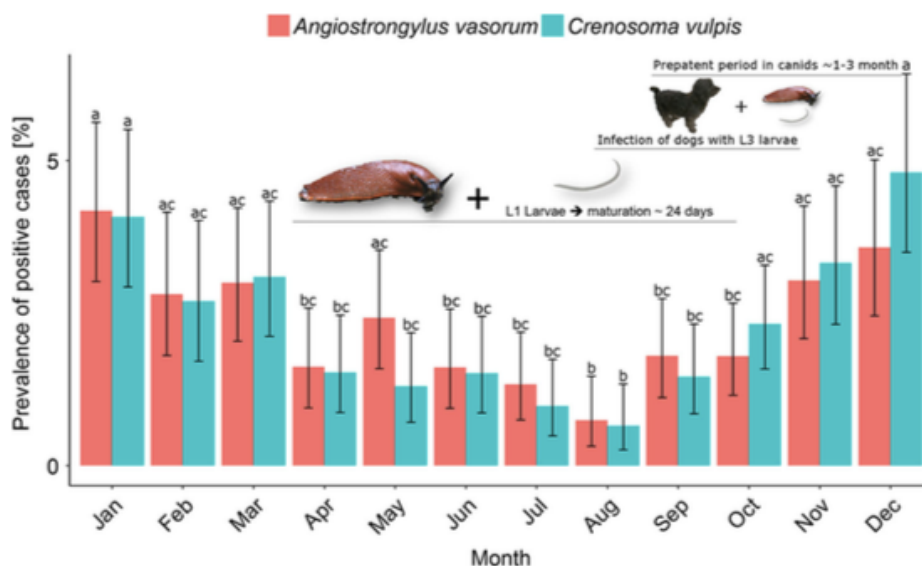 Angiostrongylus vasorum Crenosoma vulpis
Prevalence of positive cases [%]
5
0
Prepatent period in canids ~1-3 month
+
Infection of dogs with L3 larvae
+
L1 Larvae ➔ maturation ~ 24 days
a a ac ac ac ac bc bc ac bc bc bc bc bc b b bc bc bc ac ac ac ac a
Jan Feb Mar Apr May Jun Jul Aug Sep Oct Nov Dec
Month